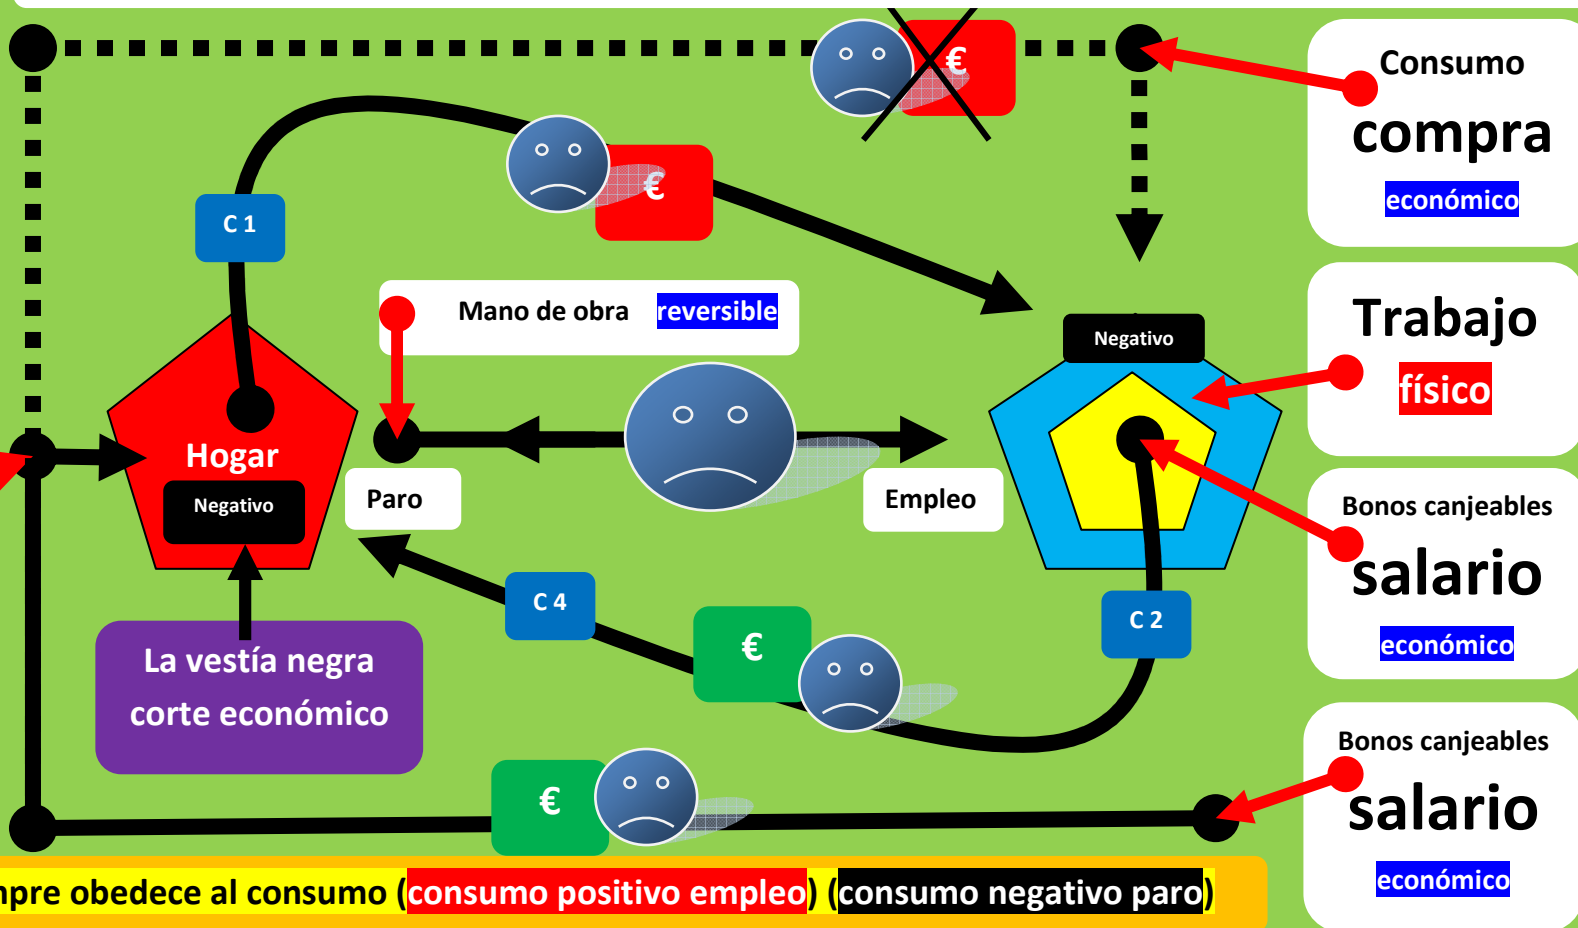 €
Consumo
compra
económico
€
C 1
Mano de obra reversible
Trabajo
físico
Negativo
Hogar
Negativo
Paro
Empleo
Bonos canjeables
salario
económico
C 4
€
C 2
La vestía negra
corte económico
€
Bonos canjeables
salario
económico
obedece al consumo (consumo positivo empleo) (consumo negativo paro)